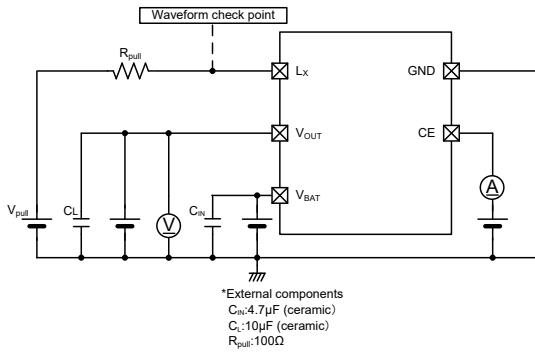 Waveform check point
Rpull
LX
GND
VOUT
CE
VBAT
Vpull
CL
V
CIN
A
*External components
CIN:4.7μF (ceramic)
CL:10μF (ceramic)
Rpull:100Ω